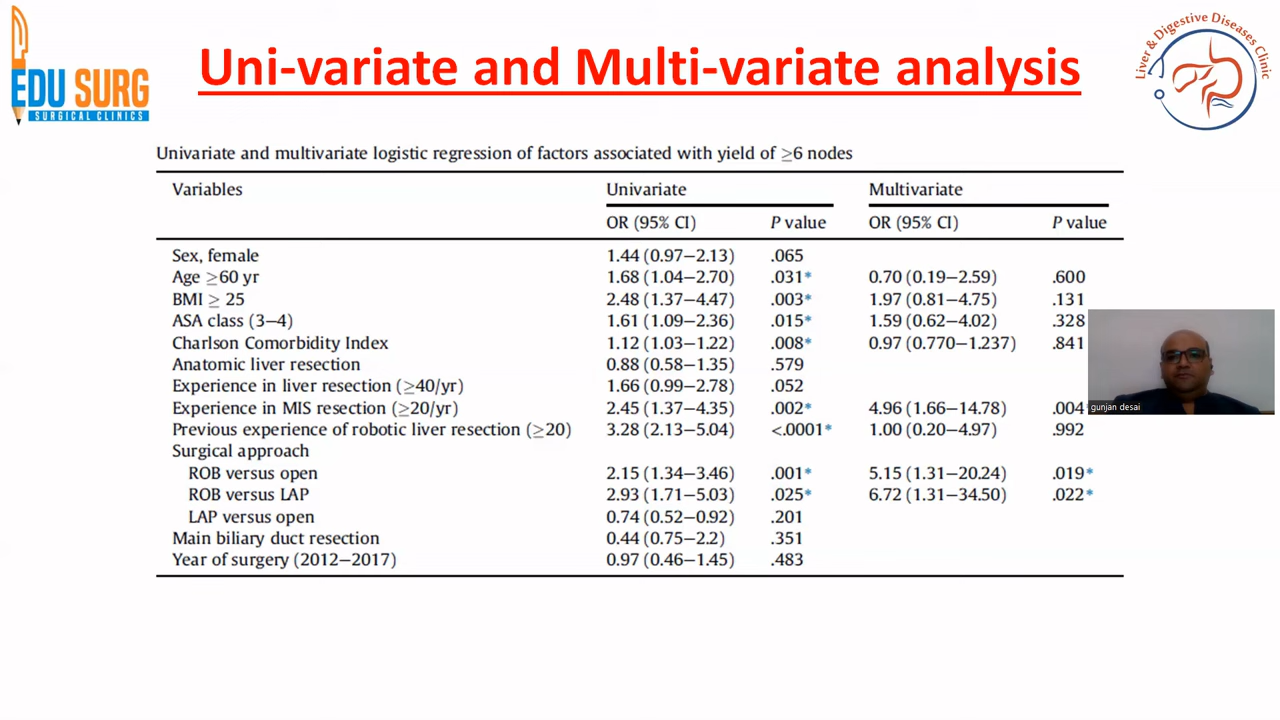 EDU SURG
SURGICAL CLINICS
Uni-variate and Multi-variate analysis
Liver & Digestive Diseases Clinic
Univariate and multivariate logistic regression of factors associated with yield of ≥6 nodes
Variables Univariate Multivariate
OR (95% CI) P value OR (95% CI) P value
Sex, female 1.44 (0.97–2.13) .065
Age ≥60 yr 1.68 (1.04–2.70) .031* 0.70 (0.19–2.59) .600
BMI ≥ 25 2.48 (1.37–4.47) .003* 1.97 (0.81–4.75) .131
ASA class (3–4) 1.61 (1.09–2.36) .015* 1.59 (0.62–4.02) .328
Charlson Comorbidity Index 1.12 (1.03–1.22) .008* 0.97 (0.770–1.237) .841
Anatomic liver resection 0.88 (0.58–1.35) .579
Experience in liver resection (≥40/yr) 1.66 (0.99–2.78) .052
Experience in MIS resection (≥20/yr) 2.45 (1.37–4.35) .002* 4.96 (1.66–14.78) .004
Previous experience of robotic liver resection (≥20) 3.28 (2.13–5.04) <.0001* 1.00 (0.20–4.97) .992
Surgical approach
ROB versus open 2.15 (1.34–3.46) .001* 5.15 (1.31–20.24) .019*
ROB versus LAP 2.93 (1.71–5.03) .025* 6.72 (1.31–34.50) .022*
LAP versus open 0.74 (0.52–0.92) .201
Main biliary duct resection 0.44 (0.75–2.2) .351
Year of surgery (2012–2017) 0.97 (0.46–1.45) .483
gunjan desai